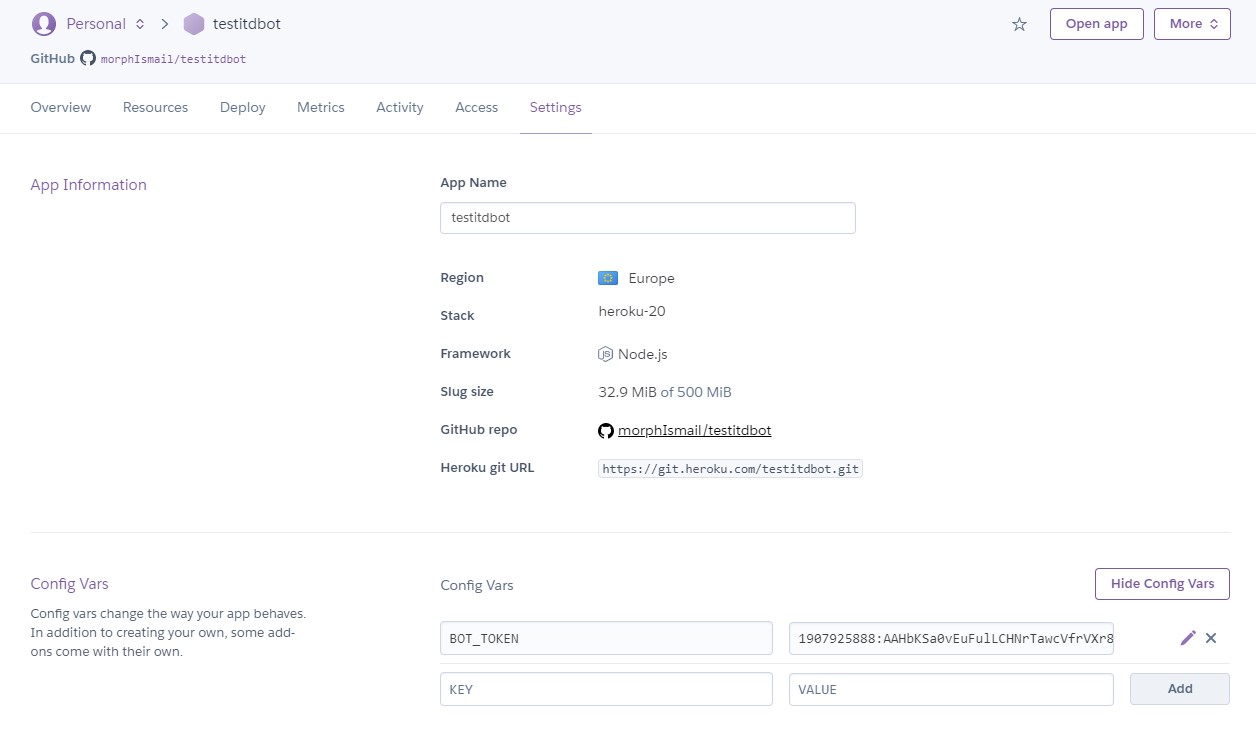 Personal testitdbot Open app More
GitHub morphIsmail/testitdbot
Overview Resources Deploy Metrics Activity Access Settings
App Information
App Name
testitdbot
Region Europe
Stack heroku-20
Framework Node.js
Slug size 32.9 MiB of 500 MiB
GitHub repo morphIsmail/testitdbot
Heroku git URL https://git.heroku.com/testitdbot.git
Config Vars
Config vars change the way your app behaves.
In addition to creating your own, some add-
ons come with their own.
Config Vars Hide Config Vars
BOT_TOKEN 1907925888:AAHbKSa0vEuFulLCHNrTawcVfrVXr8
KEY VALUE Add